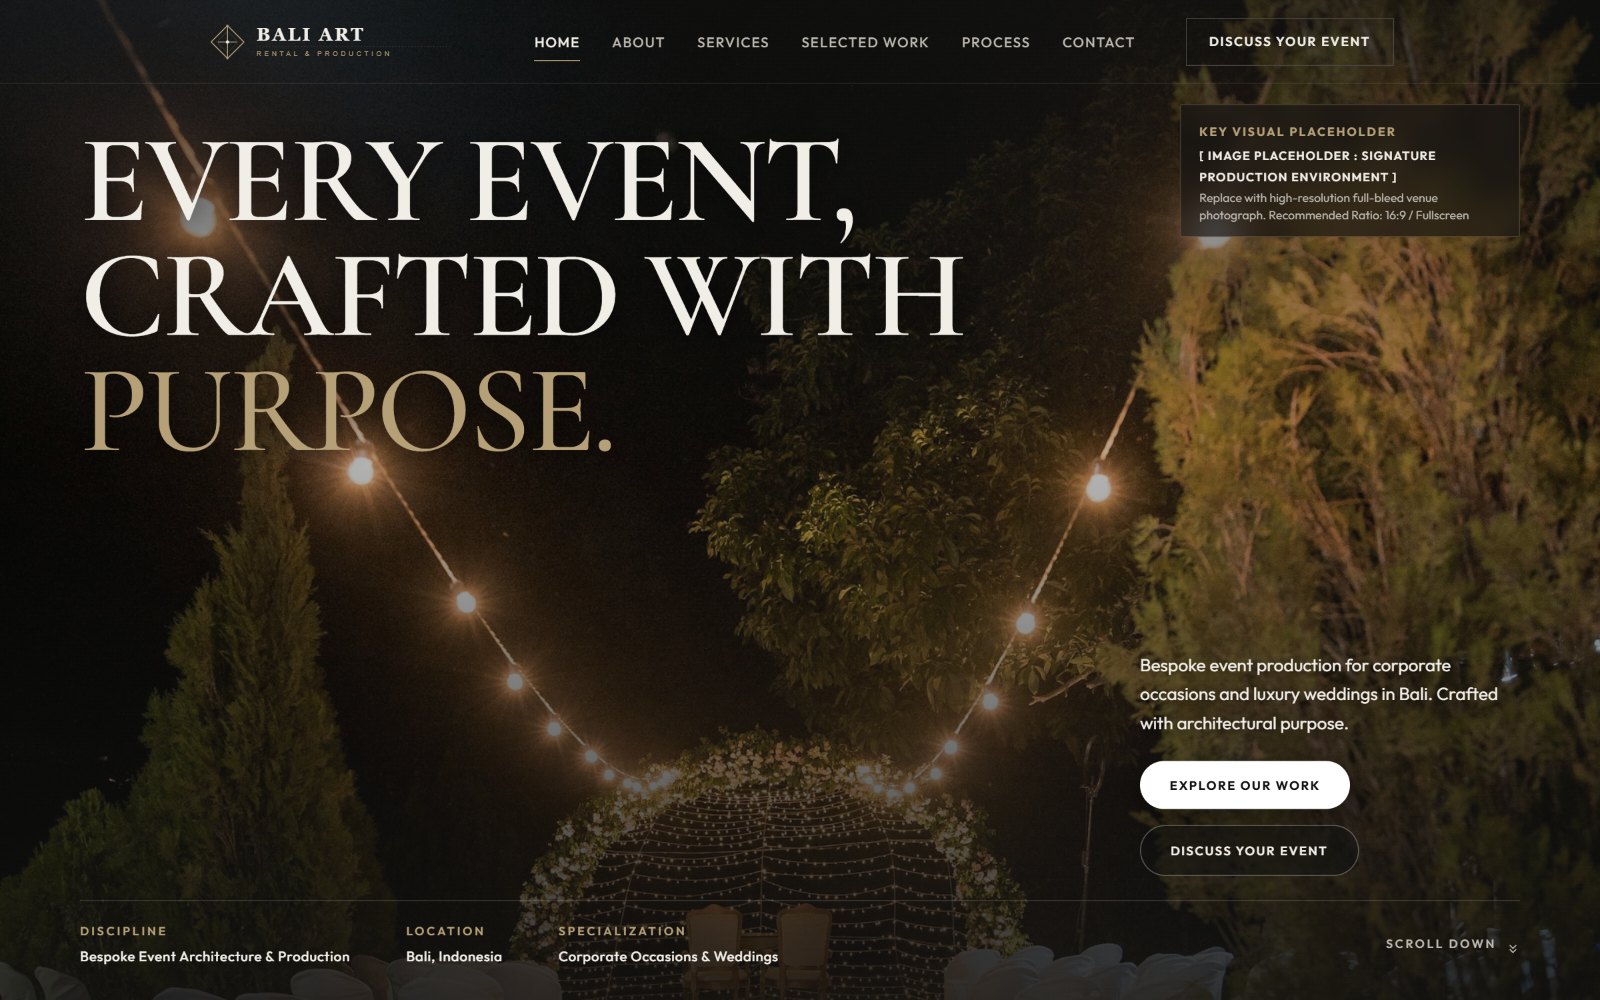 BALI ART
RENTAL & PRODUCTION
HOME
ABOUT
SERVICES
SELECTED WORK
PROCESS
CONTACT
DISCUSS YOUR EVENT
EVERY EVENT,
CRAFTED WITH
PURPOSE.
KEY VISUAL PLACEHOLDER
[ IMAGE PLACEHOLDER : SIGNATURE
PRODUCTION ENVIRONMENT ]
Replace with high-resolution full-bleed venue
photograph. Recommended Ratio: 16:9 / Fullscreen
Bespoke event production for corporate
occasions and luxury weddings in Bali. Crafted
with architectural purpose.
EXPLORE OUR WORK
DISCUSS YOUR EVENT
DISCIPLINE
Bespoke Event Architecture & Production
LOCATION
Bali, Indonesia
SPECIALIZATION
Corporate Occasions & Weddings
SCROLL DOWN